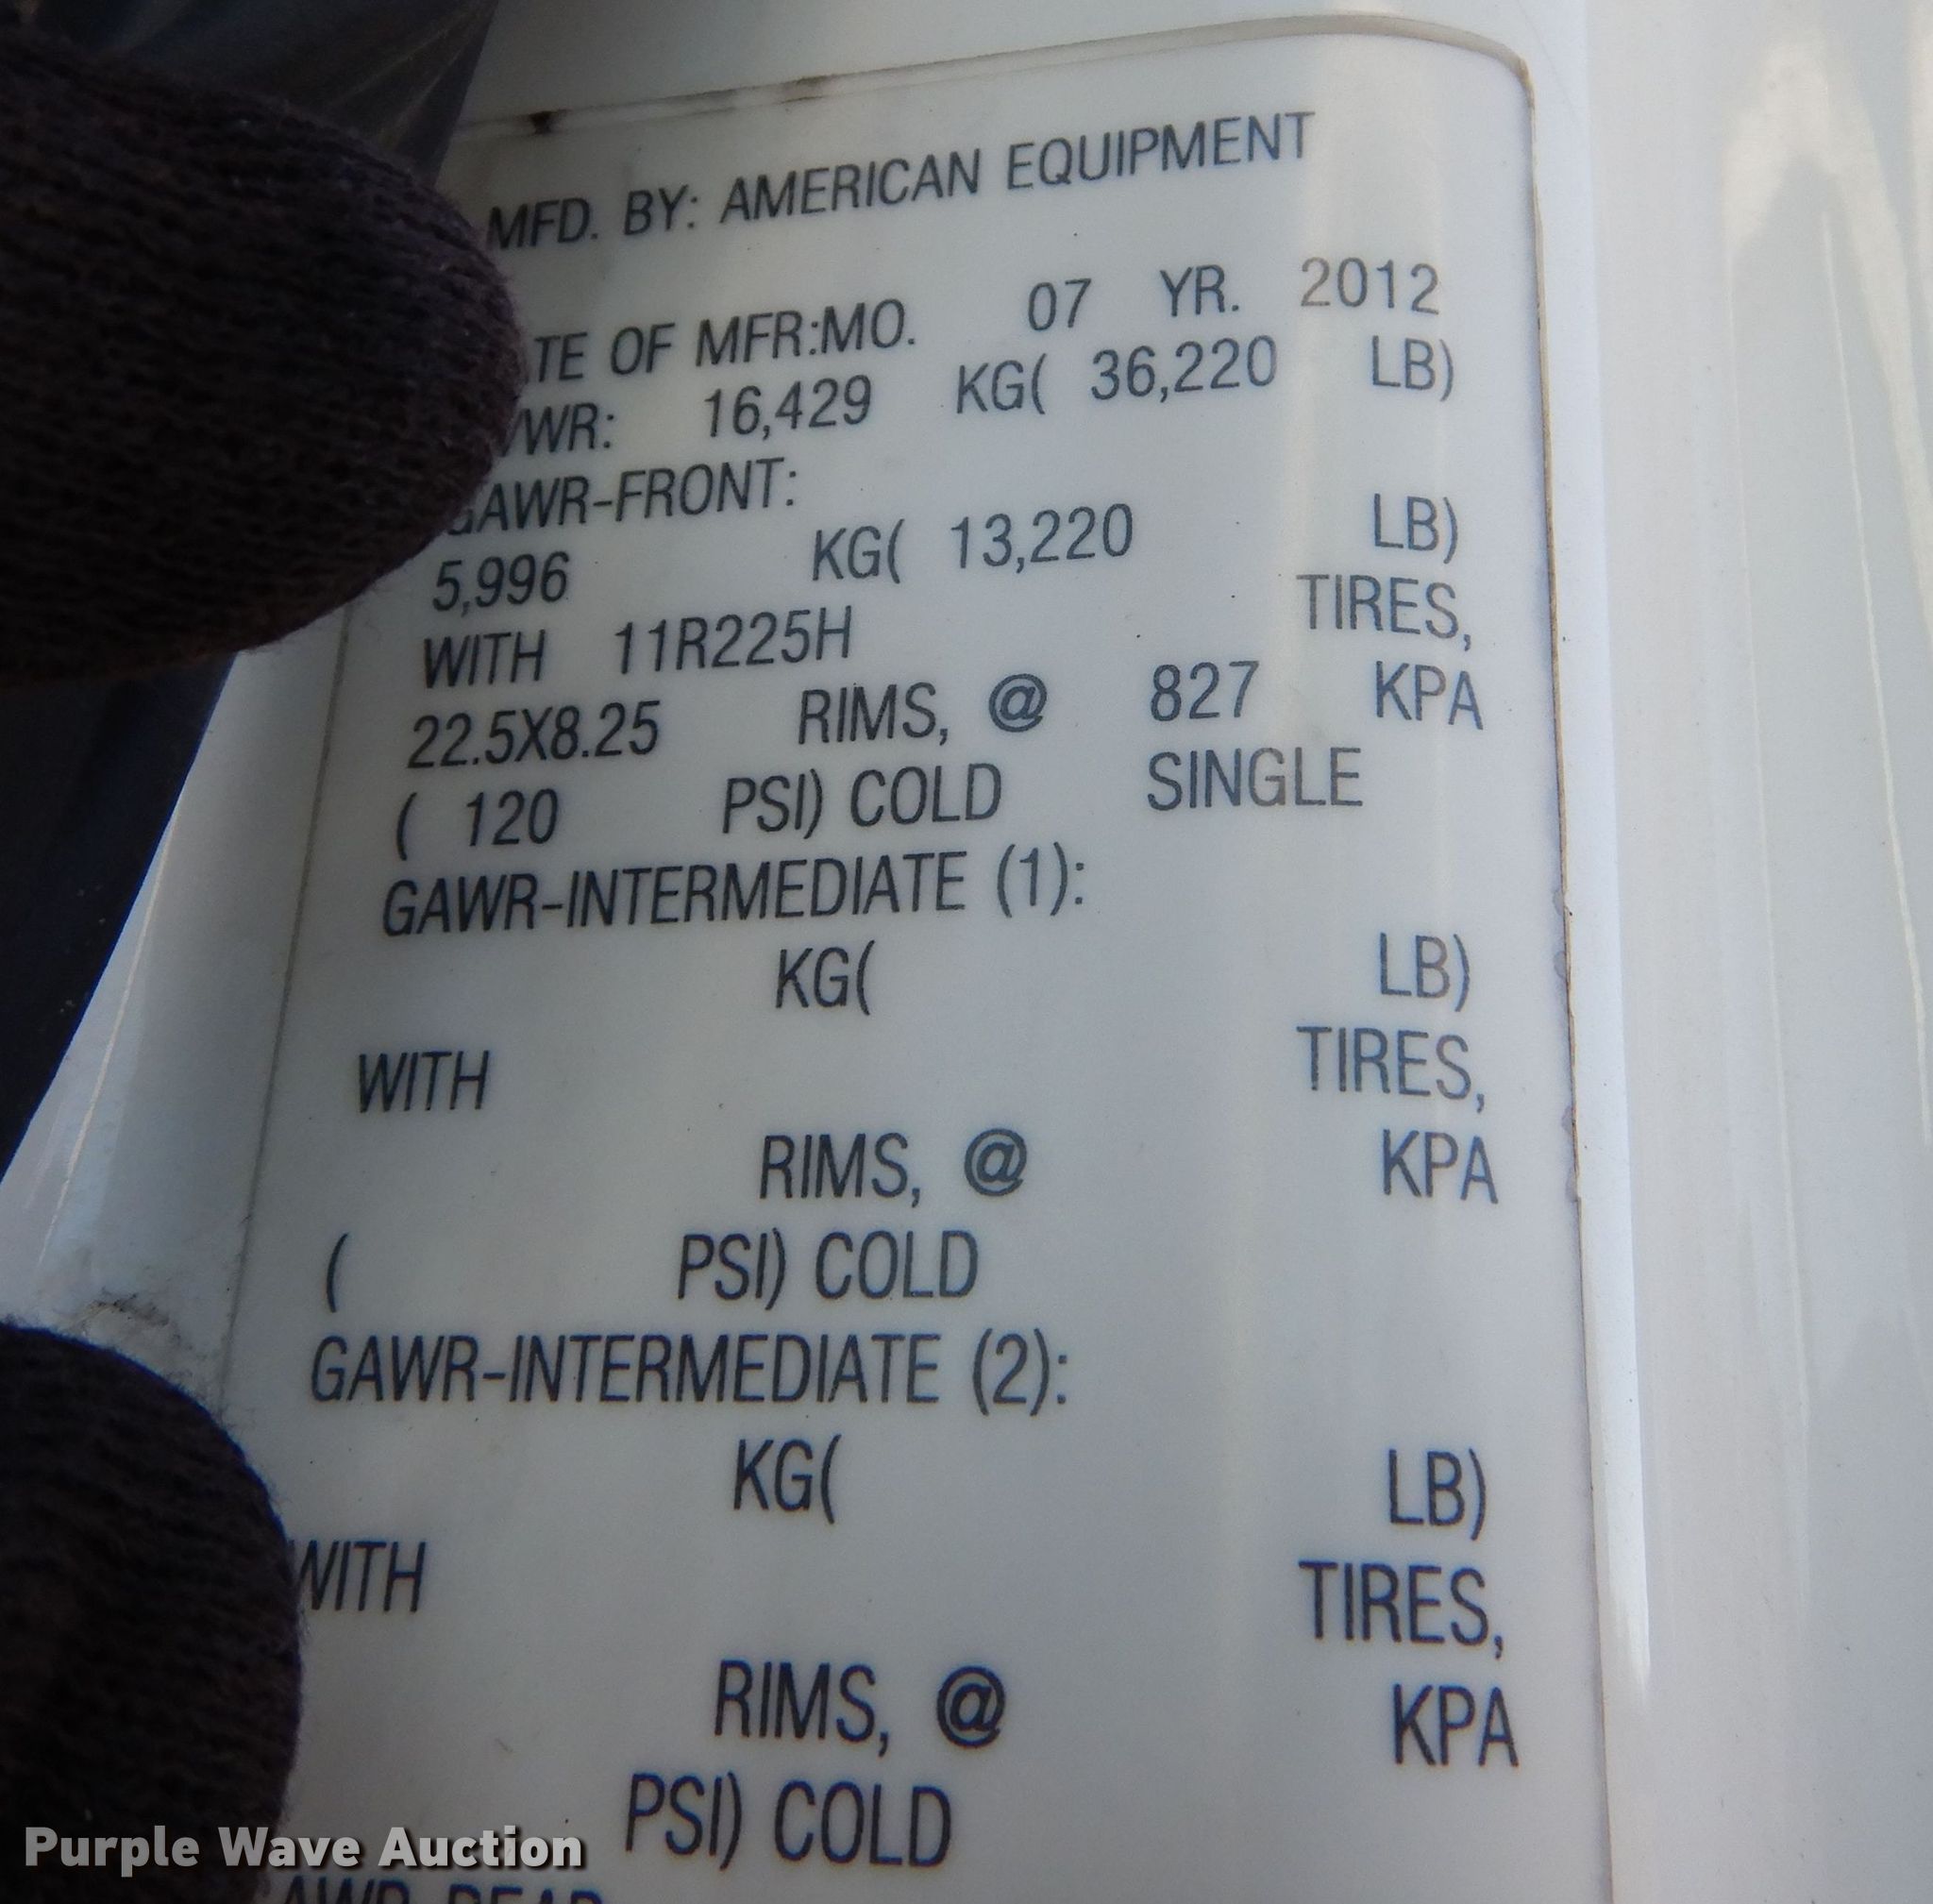 MFD. BY: AMERICAN EQUIPMENT
TE OF MFR:MO. 07 YR. 2012
WR: 16,429 KG( 36,220 LB)
GAWR-FRONT:
5,996 KG( 13,220 LB)
WITH 11R225H TIRES,
22.5X8.25 RIMS, @ 827 KPA
( 120 PSI) COLD SINGLE
GAWR-INTERMEDIATE (1):
KG( LB)
WITH TIRES,
RIMS, @ KPA
( PSI) COLD
GAWR-INTERMEDIATE (2):
KG( LB)
WITH TIRES,
RIMS, @ KPA
PSI) COLD
Purple Wave Auction